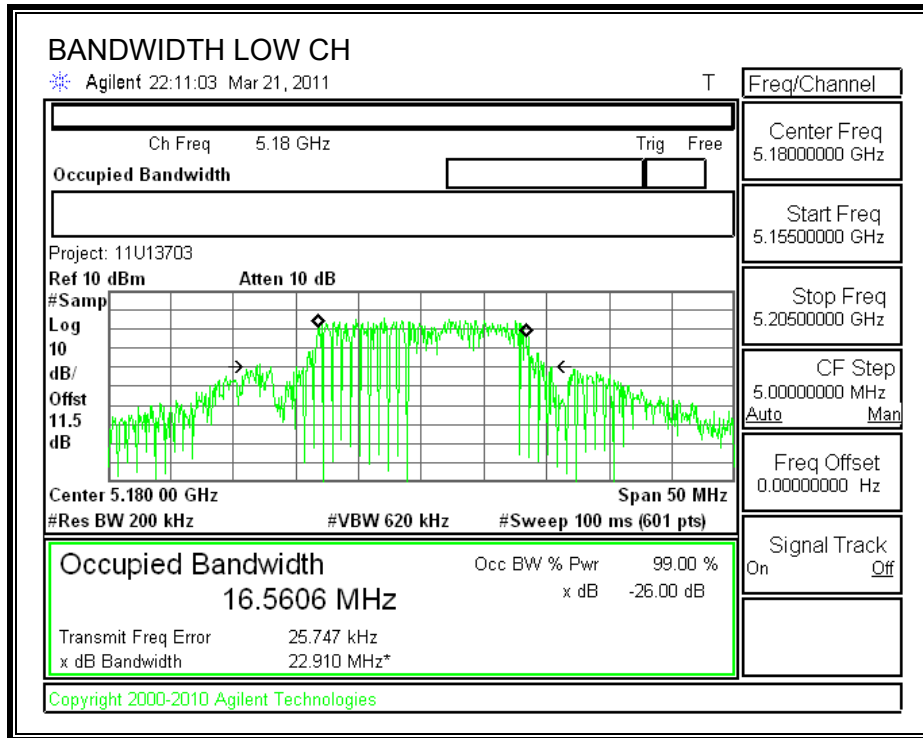 BANDWIDTH LOW CH
Agilent 22:11:03 Mar 21, 2011 T
Freq/Channel
Ch Freq 5.18 GHz Trig Free
Occupied Bandwidth
Center Freq
5.18000000 GHz
Start Freq
5.15500000 GHz
Stop Freq
5.20500000 GHz
CF Step
5.00000000 MHz
Auto Man
Freq Offset
0.00000000 Hz
Signal Track
On Off
Project: 11U13703
Ref 10 dBm Atten 10 dB
#Samp
Log
10
dB/
Offst
11.5
dB
Center 5.180 00 GHz Span 50 MHz
#Res BW 200 kHz #VBW 620 kHz #Sweep 100 ms (601 pts)
Occupied Bandwidth
16.5606 MHz
Occ BW % Pwr 99.00 %
x dB -26.00 dB
Transmit Freq Error 25.747 kHz
x dB Bandwidth 22.910 MHz*
Copyright 2000-2010 Agilent Technologies